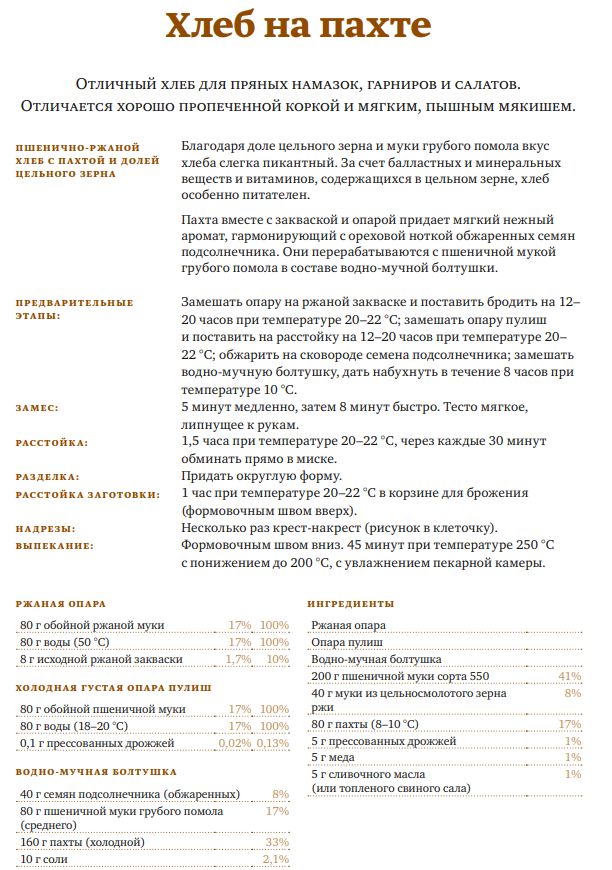 Хлеб на пахте
Отличный хлеб для пряных намазок, гарниров и салатов.
Отличается хорошо пропеченной коркой и мягким, пышным мякишем.
пшенично-ржаной
хлеб с пахтой и долей
цельного зерна
Благодаря доле цельного зерна и муки грубого помола вкус
хлеба слегка пикантный. За счет балластных и минеральных
веществ и витаминов, содержащихся в цельном зерне, хлеб
особенно питателен.
Пахта вместе с закваской и опарой придает мягкий нежный
аромат, гармонирующий с ореховой ноткой обжаренных семян
подсолнечника. Они перерабатываются с пшеничной мукой
грубого помола в составе водно-мучной болтушки.
предварительные
этапы:
Замешать опару на ржаной закваске и поставить бродить на 12–
20 часов при температуре 20–22 °С; замешать опару пулиш
и поставить на расстойку на 12–20 часов при температуре 20–
22 °С; обжарить на сковороде семена подсолнечника; замешать
водно-мучную болтушку, дать набухнуть в течение 8 часов при
температуре 10 °С.
замес:
5 минут медленно, затем 8 минут быстро. Тесто мягкое,
липнущее к рукам.
расстойка:
1,5 часа при температуре 20–22 °С, через каждые 30 минут
обминать прямо в миске.
разделка:
Придать округлую форму.
расстойка заготовки:
1 час при температуре 20–22 °С в корзине для брожения
(формовочным швом вверх).
надрезы:
Несколько раз крест-накрест (рисунок в клеточку).
выпекание:
Формовочным швом вниз. 45 минут при температуре 250 °С
с понижением до 200 °С, с увлажнением пекарной камеры.
ржаная опара
80 г обойной ржаной муки 17% 100%
80 г воды (50 °С) 17% 100%
8 г исходной ржаной закваски 1,7% 10%
холодная густая опара пулиш
80 г обойной пшеничной муки 17% 100%
80 г воды (18–20 °С) 17% 100%
0,1 г прессованных дрожжей 0,02% 0,13%
водно-мучная болтушка
40 г семян подсолнечника (обжаренных) 8%
80 г пшеничной муки грубого помола 17%
(среднего)
160 г пахты (холодной) 33%
10 г соли 2,1%
ингредиенты
Ржаная опара
Опара пулиш
Водно-мучная болтушка
200 г пшеничной муки сорта 550 41%
40 г муки из цельносмолотого зерна 8%
ржи
80 г пахты (8–10 °С) 17%
5 г прессованных дрожжей 1%
5 г меда 1%
5 г сливочного масла 1%
(или топленого свиного сала)